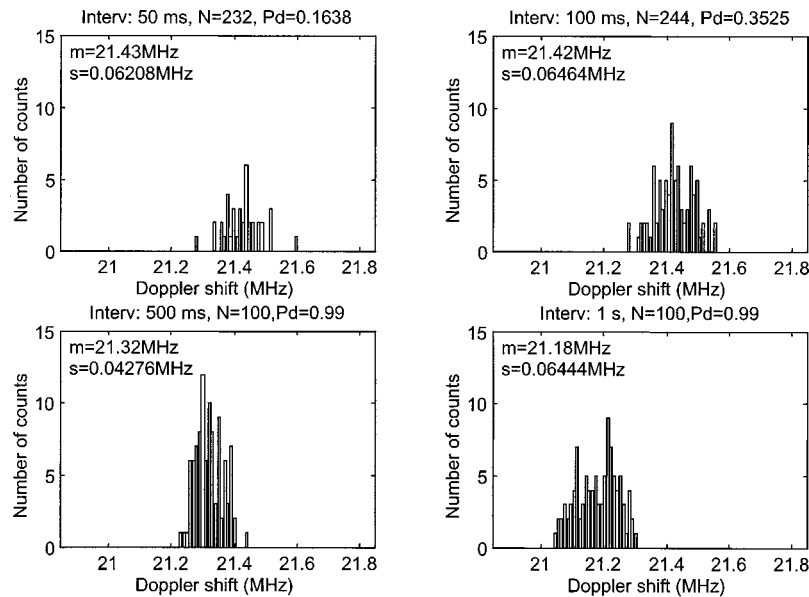 Interv: 50 ms, N=232, Pd=0.1638
15
10
5
0
Number of counts
m=21.43MHz
s=0.06208MHz
21 21.2 21.4 21.6 21.8
Doppler shift (MHz)
Interv: 100 ms, N=244, Pd=0.3525
15
10
5
0
Number of counts
m=21.42MHz
s=0.06464MHz
21 21.2 21.4 21.6 21.8
Doppler shift (MHz)
Interv: 500 ms, N=100,Pd=0.99
15
10
5
0
Number of counts
m=21.32MHz
s=0.04276MHz
21 21.2 21.4 21.6 21.8
Doppler shift (MHz)
Interv: 1 s, N=100,Pd=0.99
15
10
5
0
Number of counts
m=21.18MHz
s=0.06444MHz
21 21.2 21.4 21.6 21.8
Doppler shift (MHz)